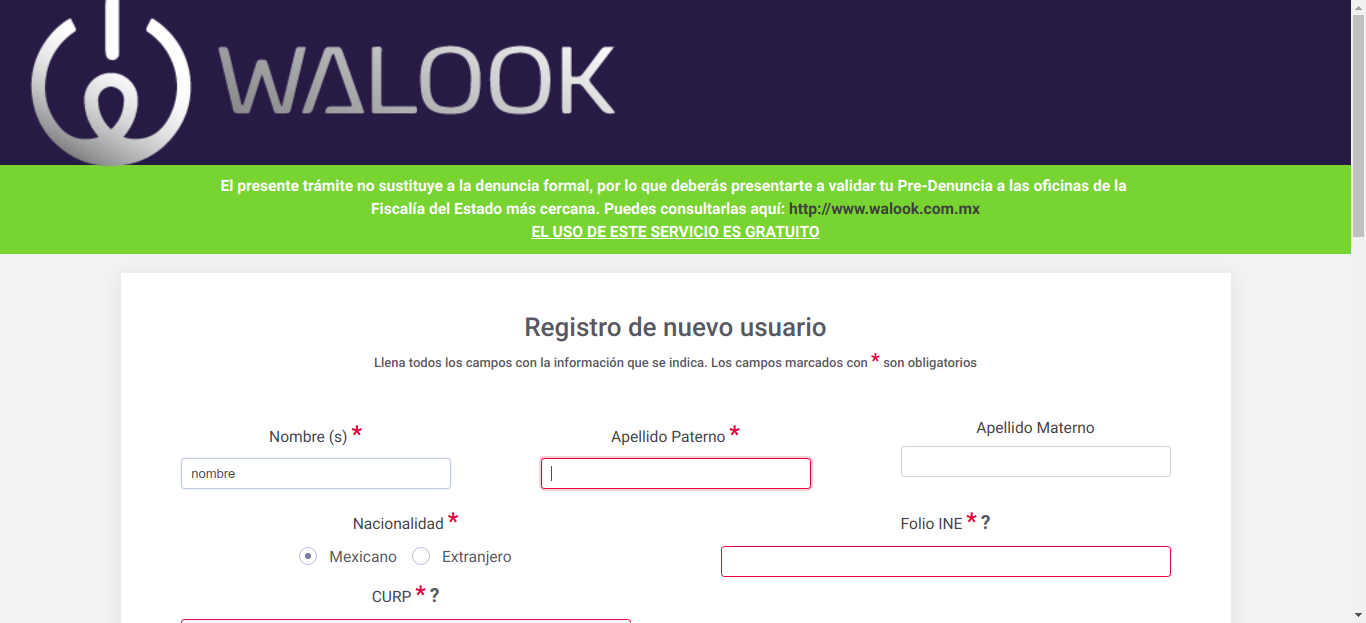 WALOOK
El presente trámite no sustituye a la denuncia formal, por lo que deberás presentarte a validar tu Pre-Denuncia a las oficinas de la
Fiscalía del Estado más cercana. Puedes consultarlas aquí: http://www.walook.com.mx
EL USO DE ESTE SERVICIO ES GRATUITO
Registro de nuevo usuario
Llena todos los campos con la información que se indica. Los campos marcados con * son obligatorios
Nombre (s) *
nombre
Apellido Paterno *
Apellido Materno
Nacionalidad *
Mexicano Extranjero
Folio INE * ?
CURP * ?